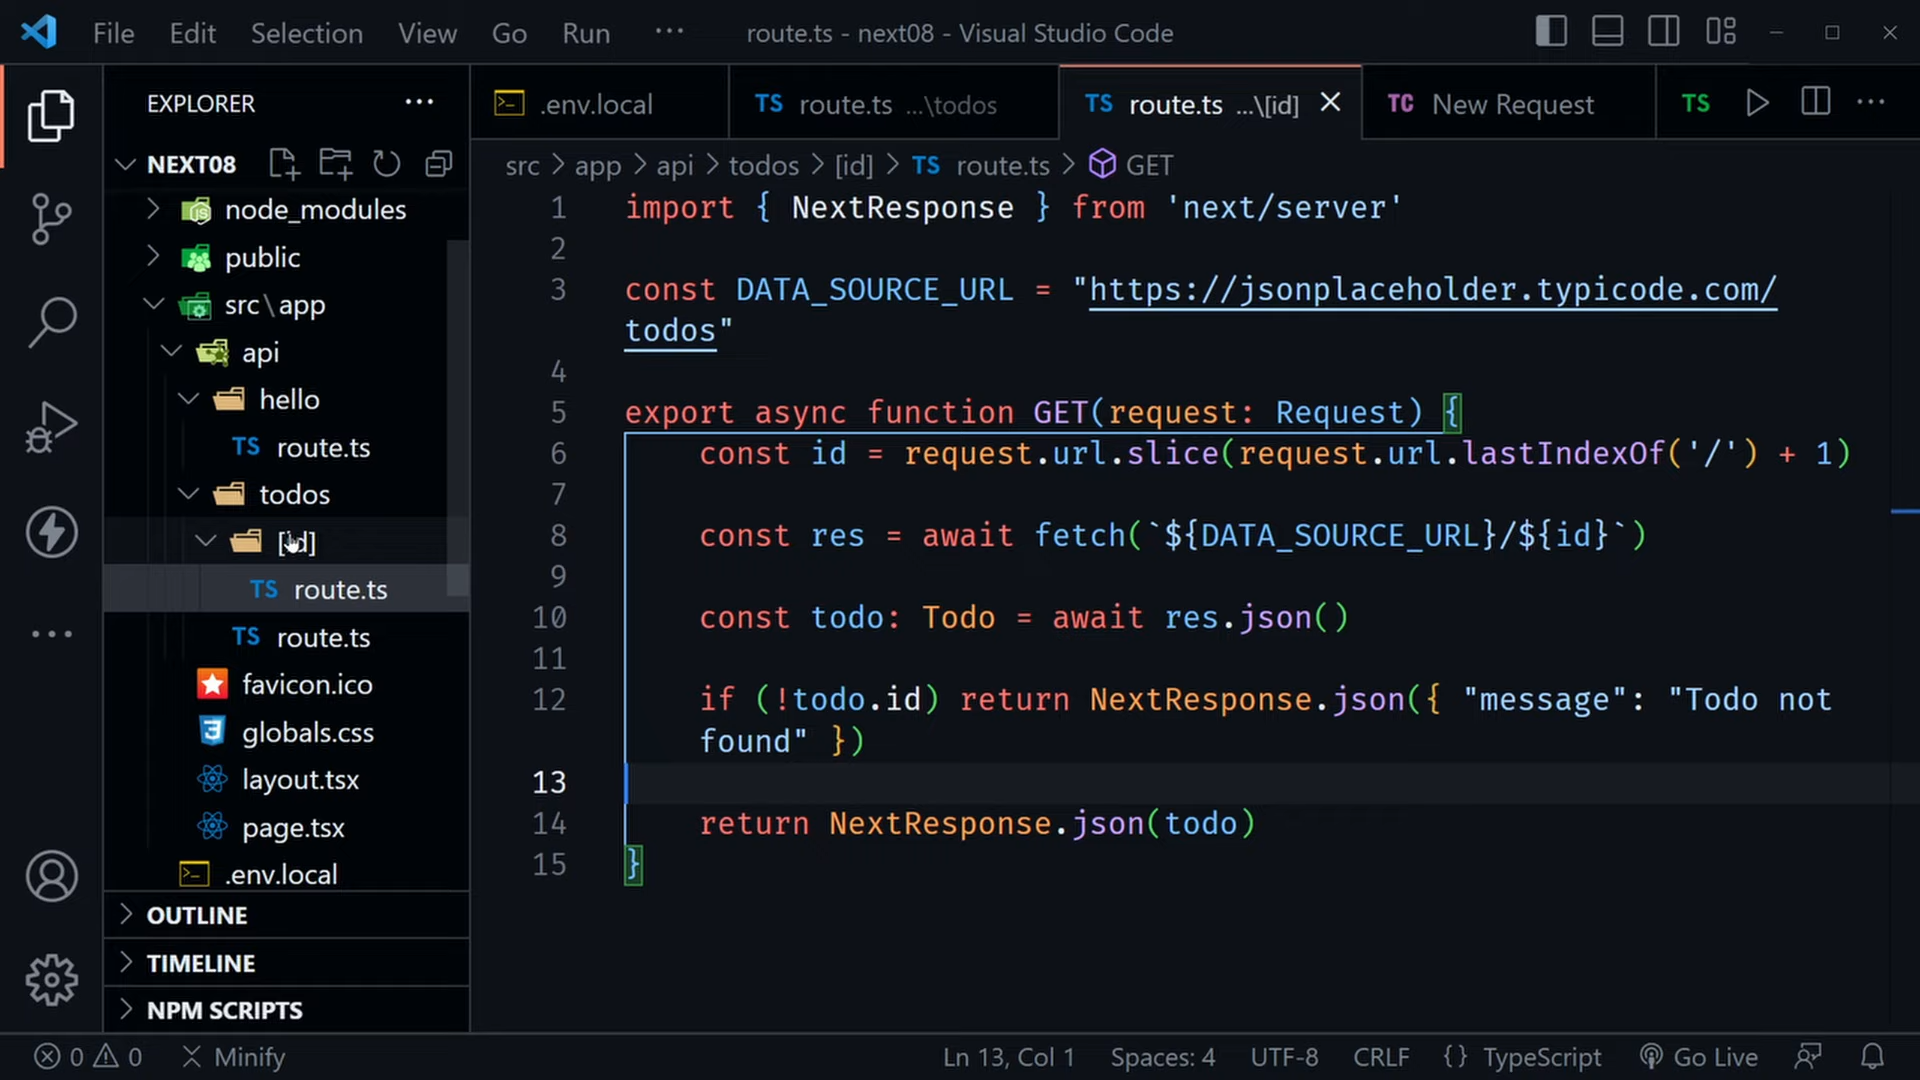 File Edit Selection View Go Run ··· route.ts - next08 - Visual Studio Code
EXPLORER ···
NEXT08
node_modules
public
src\app
api
hello
TS route.ts
todos
[id]
TS route.ts
TS route.ts
favicon.ico
globals.css
layout.tsx
page.tsx
.env.local
OUTLINE
TIMELINE
NPM SCRIPTS
.env.local TS route.ts ...\todos TS route.ts ...\[id] TC New Request TS ···
src > app > api > todos > [id] > TS route.ts > GET
1 import { NextResponse } from 'next/server'
2
3 const DATA_SOURCE_URL = "https://jsonplaceholder.typicode.com/
todos"
4
5 export async function GET(request: Request) {
6 const id = request.url.slice(request.url.lastIndexOf('/') + 1)
7
8 const res = await fetch(`${DATA_SOURCE_URL}/${id}`)
9
10 const todo: Todo = await res.json()
11
12 if (!todo.id) return NextResponse.json({ "message": "Todo not
found" })
13
14 return NextResponse.json(todo)
15 }
0 0 Minify Ln 13, Col 1 Spaces: 4 UTF-8 CRLF {} TypeScript Go Live